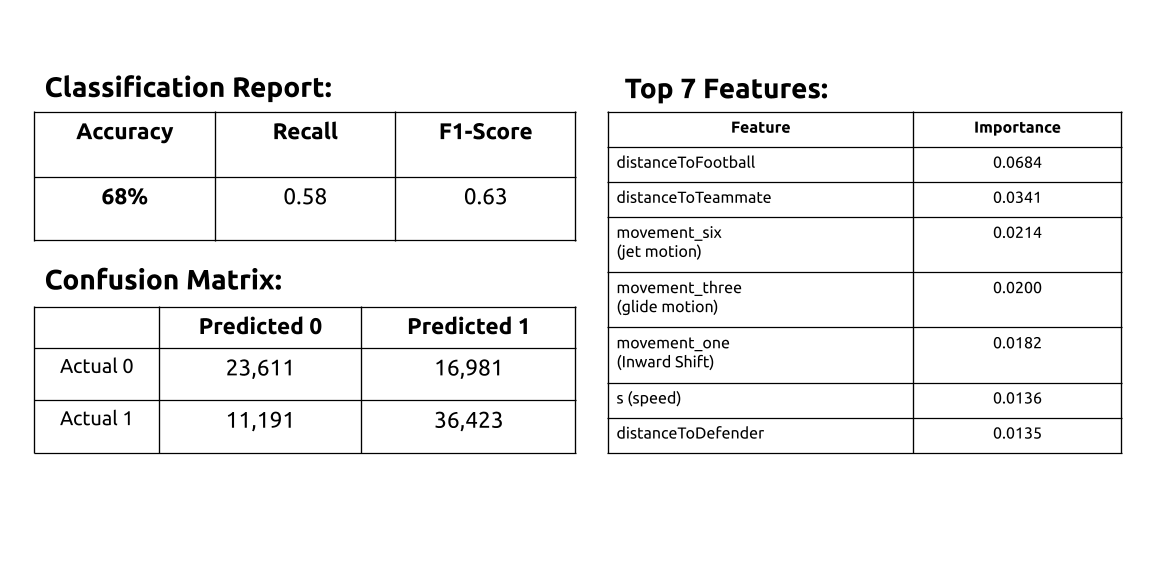 Classification Report:
Accuracy Recall F1-Score
68% 0.58 0.63
Confusion Matrix:
Predicted 0 Predicted 1
Actual 0 23,611 16,981
Actual 1 11,191 36,423
Top 7 Features:
Feature Importance
distanceToFootball 0.0684
distanceToTeammate 0.0341
movement_six 0.0214
(jet motion)
movement_three 0.0200
(glide motion)
movement_one 0.0182
(Inward Shift)
s (speed) 0.0136
distanceToDefender 0.0135